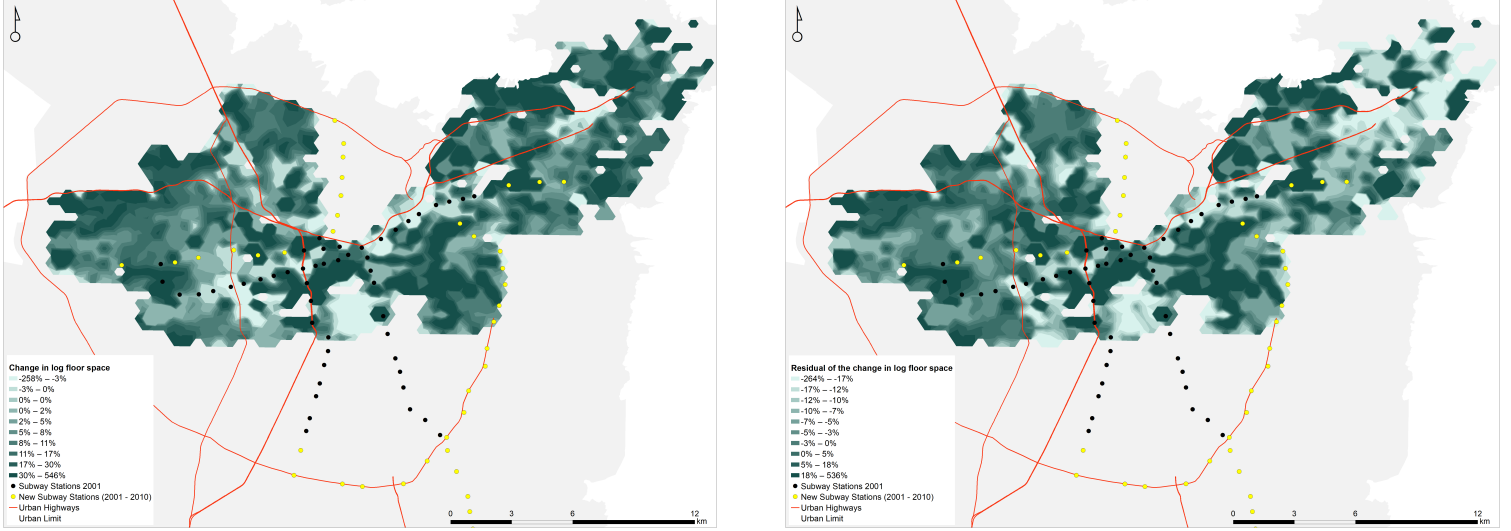 Change in log floor space
-258% – -3%
-3% – 0%
0% – 0%
0% – 2%
2% – 5%
5% – 8%
8% – 11%
11% – 17%
17% – 30%
30% – 546%
Subway Stations 2001
New Subway Stations (2001 - 2010)
Urban Highways
Urban Limit
0 3 6 12
km
Residual of the change in log floor space
-264% – -17%
-17% – -12%
-12% – -10%
-10% – -7%
-7% – -5%
-5% – -3%
-3% – 0%
0% – 5%
5% – 18%
18% – 536%
Subway Stations 2001
New Subway Stations (2001 - 2010)
Urban Highways
Urban Limit
0 3 6 12
km